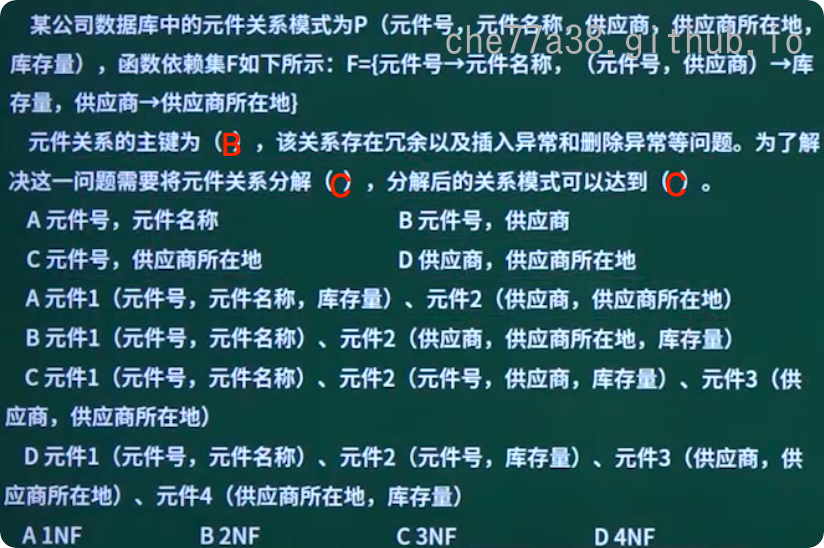 某公司数据库中的元件关系模式为P（元件号，元件名称，供应商，供应商所在地，
che77a38.github.io
库存量），函数依赖集F如下所示：F={元件号→元件名称，（元件号，供应商）→库
存量，供应商→供应商所在地}
元件关系的主键为（B），该关系存在冗余以及插入异常和删除异常等问题。为了解
决这一问题需要将元件关系分解（C），分解后的关系模式可以达到（C）。
A 元件号，元件名称 B 元件号，供应商
C 元件号，供应商所在地 D 供应商，供应商所在地
A 元件1（元件号，元件名称，库存量）、元件2（供应商，供应商所在地）
B 元件1（元件号，元件名称）、元件2（供应商，供应商所在地，库存量）
C 元件1（元件号，元件名称）、元件2（元件号，供应商，库存量）、元件3（供
应商，供应商所在地）
D 元件1（元件号，元件名称）、元件2（元件号，库存量）、元件3（供应商，供
应商所在地）、元件4（供应商所在地，库存量）
A 1NF B 2NF C 3NF D 4NF